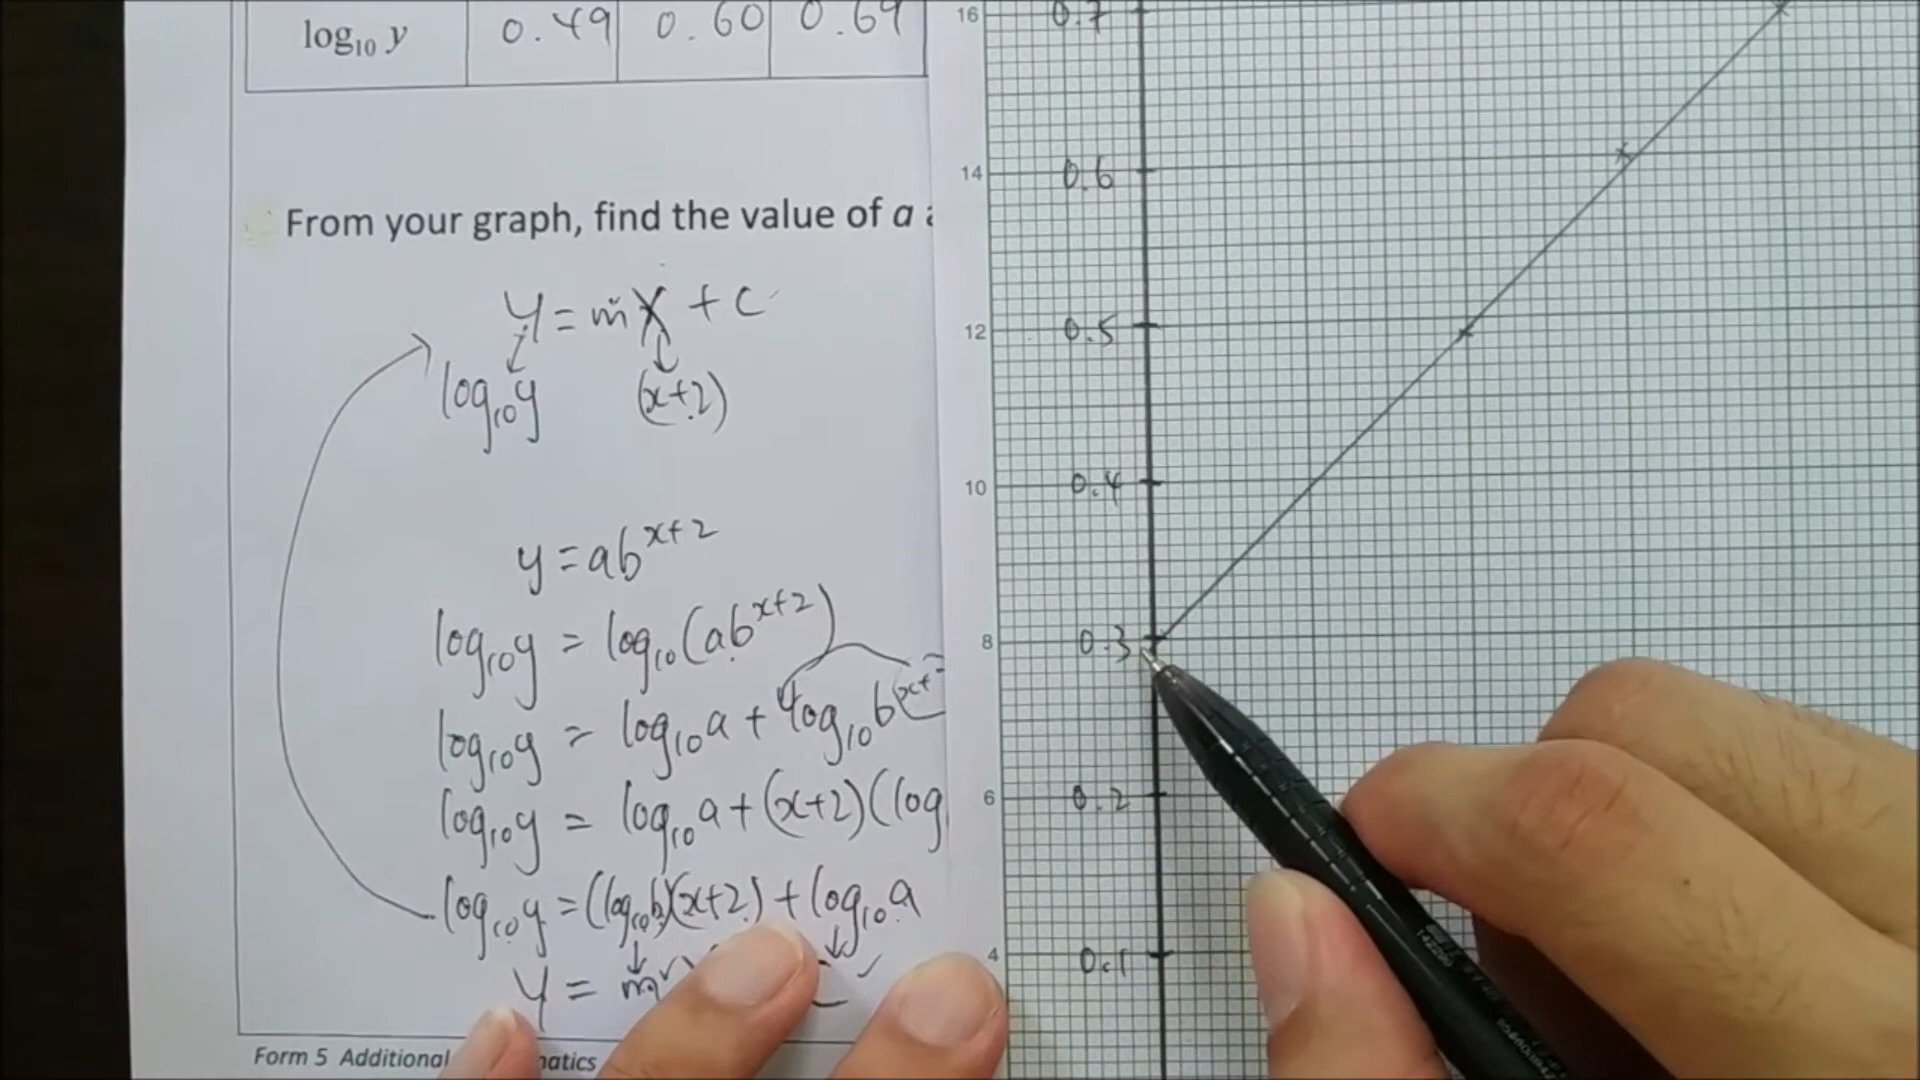 log₁₀ y 0.49 0.60 0.69
From your graph, find the value of a
Y = mX + c
log₁₀y (x+2)
y = ab^{x+2}
log₁₀y = log₁₀(ab^{x+2})
log₁₀y = log₁₀a + log₁₀b^{(x+2
log₁₀y = log₁₀a + (x+2)(log
log₁₀y = (log₁₀b)(x+2) + log₁₀a
Y = m
Form 5 Additional
16 0.7
14 0.6
12 0.5
10 0.4
8 0.3
6 0.2
4 0.1